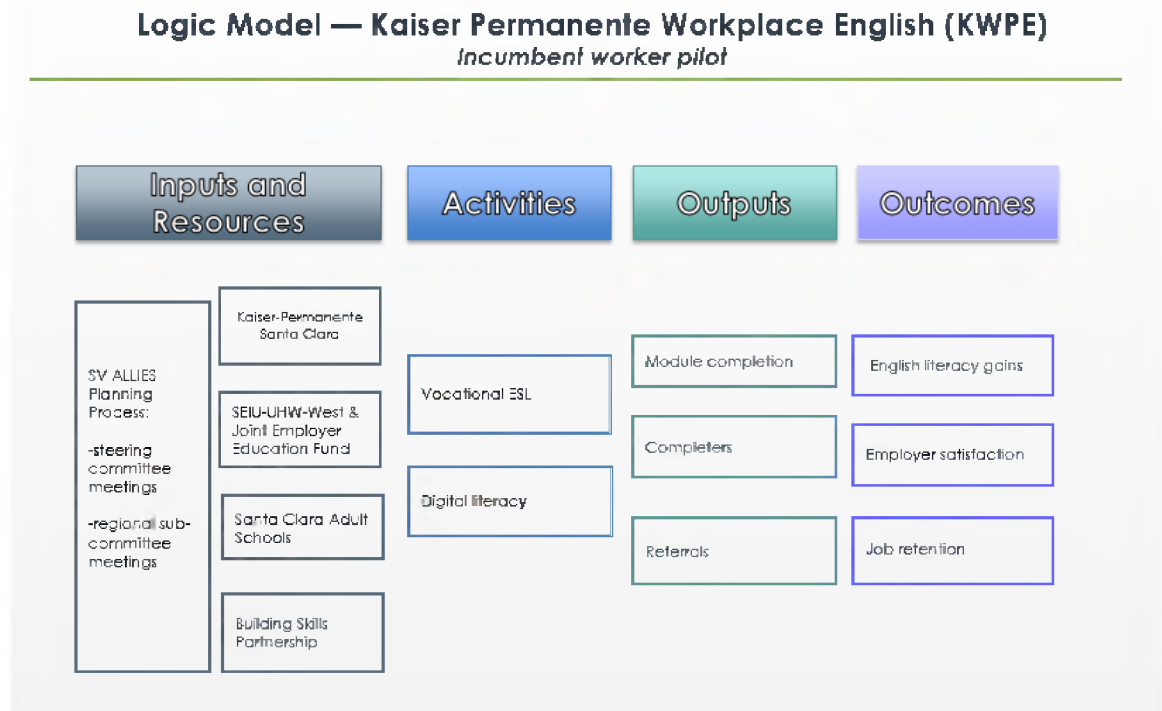 Logic Model — Kaiser Permanente Workplace English (KWPE)
Incumbent worker pilot
Inputs and
Resources
Activities
Outputs
Outcomes
SV ALLIES
Planning
Process:
-steering
committee
meetings
-regional sub-
committee
meetings
Kaiser-Permanente
Santa Clara
SEIU-UHW-West &
Joint Employer
Education Fund
Santa Clara Adult
Schools
Building Skills
Partnership
Vocational ESL
Digital literacy
Module completion
Completers
Referrals
English literacy gains
Employer satisfaction
Job retention